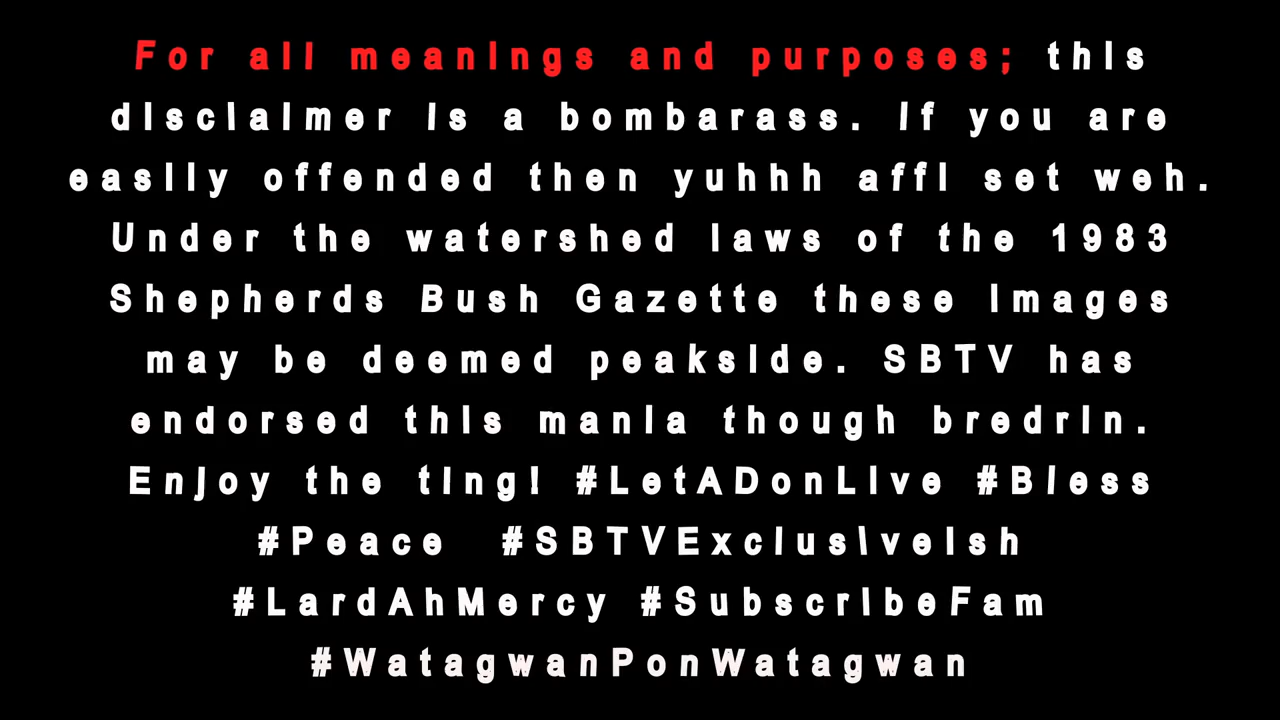 For all meanings and purposes; this
disclaimer is a bombarass. If you are
easily offended then yuhhh affi set weh.
Under the watershed laws of the 1983
Shepherds Bush Gazette these images
may be deemed peakside. SBTV has
endorsed this mania though bredrin.
Enjoy the ting! #LetADonLive #Bless
#Peace #SBTVExclusiveIsh
#LardAhMercy #SubscribeFam
#WatagwanPonWatagwan